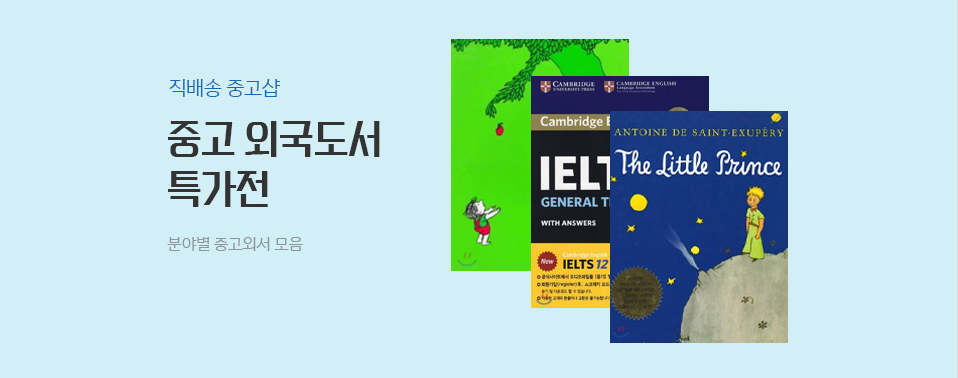 직배송 중고샵
중고 외국도서
특가전
분야별 중고외서 모음
CAMBRIDGE
UNIVERSITY PRESS
CAMBRIDGE ENGLISH
Language Assessment
Cambridge E
IELT
GENERAL T
WITH ANSWERS
New
Cambridge English
IELTS 12
ANTOINE DE SAINT-EXUPÉRY
The Little Prince